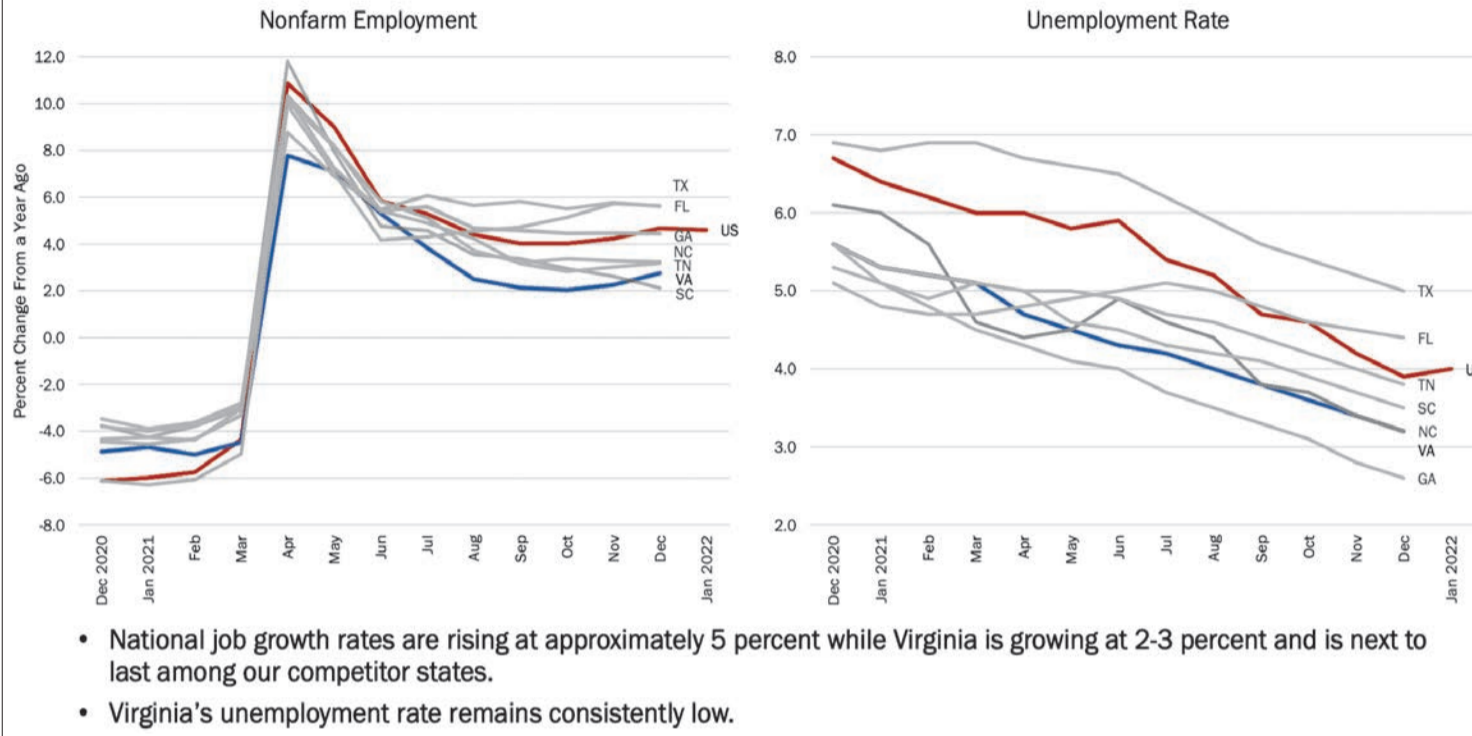 Nonfarm Employment
Percent Change From a Year Ago
12.0
10.0
8.0
6.0
4.0
2.0
0.0
-2.0
-4.0
-6.0
-8.0
TX
FL
GA
US
NC
TN
VA
SC
Dec 2020
Jan 2021
Feb
Mar
Apr
May
Jun
Jul
Aug
Sep
Oct
Nov
Dec
Jan 2022
Unemployment Rate
8.0
7.0
6.0
5.0
4.0
3.0
2.0
TX
FL
TN
SC
NC
VA
GA
Dec 2020
Jan 2021
Feb
Mar
Apr
May
Jun
Jul
Aug
Sep
Oct
Nov
Dec
Jan 2022
• National job growth rates are rising at approximately 5 percent while Virginia is growing at 2-3 percent and is next to
last among our competitor states.
• Virginia's unemployment rate remains consistently low.